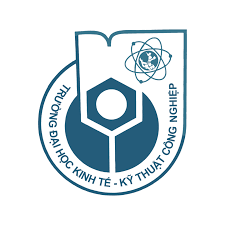 TRƯỜNG ĐẠI HỌC KINH TẾ - KỸ THUẬT CÔNG NGHIỆP